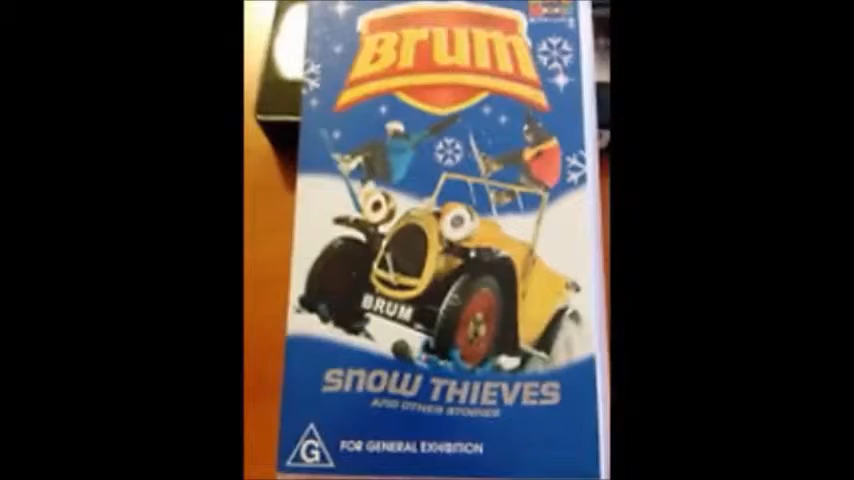 Brum
BRUM
SNOW THIEVES
AND OTHER STORIES
G FOR GENERAL EXHIBITION